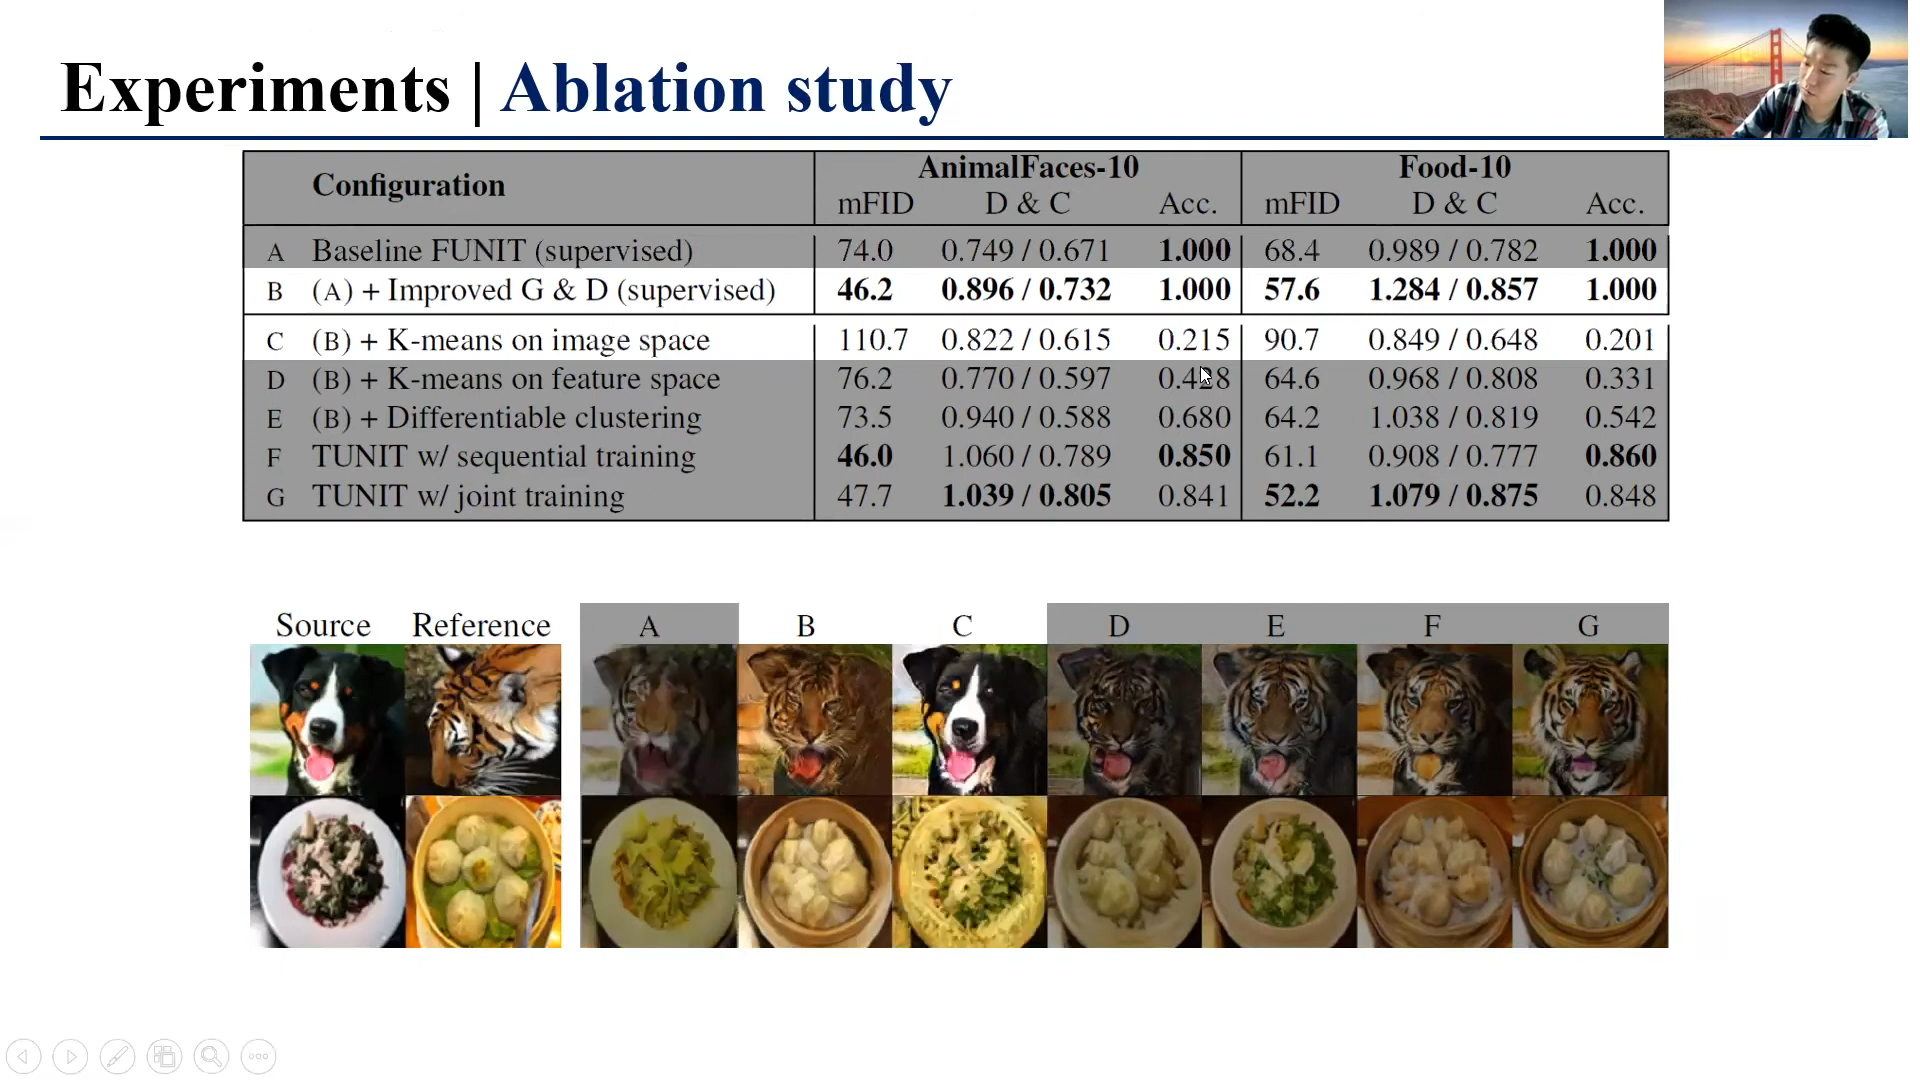 Experiments | Ablation study
Configuration AnimalFaces-10 Food-10
mFID D & C Acc. mFID D & C Acc.
A Baseline FUNIT (supervised) 74.0 0.749 / 0.671 1.000 68.4 0.989 / 0.782 1.000
B (A) + Improved G & D (supervised) 46.2 0.896 / 0.732 1.000 57.6 1.284 / 0.857 1.000
C (B) + K-means on image space 110.7 0.822 / 0.615 0.215 90.7 0.849 / 0.648 0.201
D (B) + K-means on feature space 76.2 0.770 / 0.597 0.428 64.6 0.968 / 0.808 0.331
E (B) + Differentiable clustering 73.5 0.940 / 0.588 0.680 64.2 1.038 / 0.819 0.542
F TUNIT w/ sequential training 46.0 1.060 / 0.789 0.850 61.1 0.908 / 0.777 0.860
G TUNIT w/ joint training 47.7 1.039 / 0.805 0.841 52.2 1.079 / 0.875 0.848
Source Reference A B C D E F G